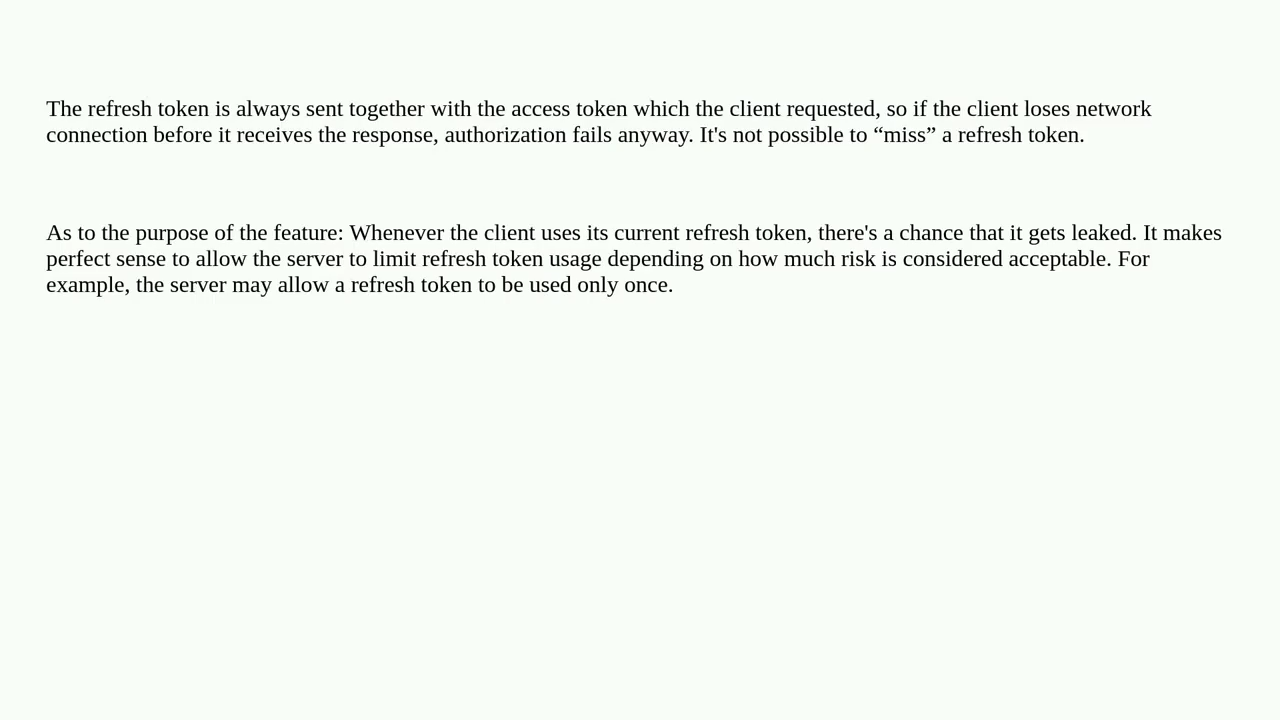 The refresh token is always sent together with the access token which the client requested, so if the client loses network
connection before it receives the response, authorization fails anyway. It's not possible to “miss” a refresh token.
As to the purpose of the feature: Whenever the client uses its current refresh token, there's a chance that it gets leaked. It makes
perfect sense to allow the server to limit refresh token usage depending on how much risk is considered acceptable. For
example, the server may allow a refresh token to be used only once.